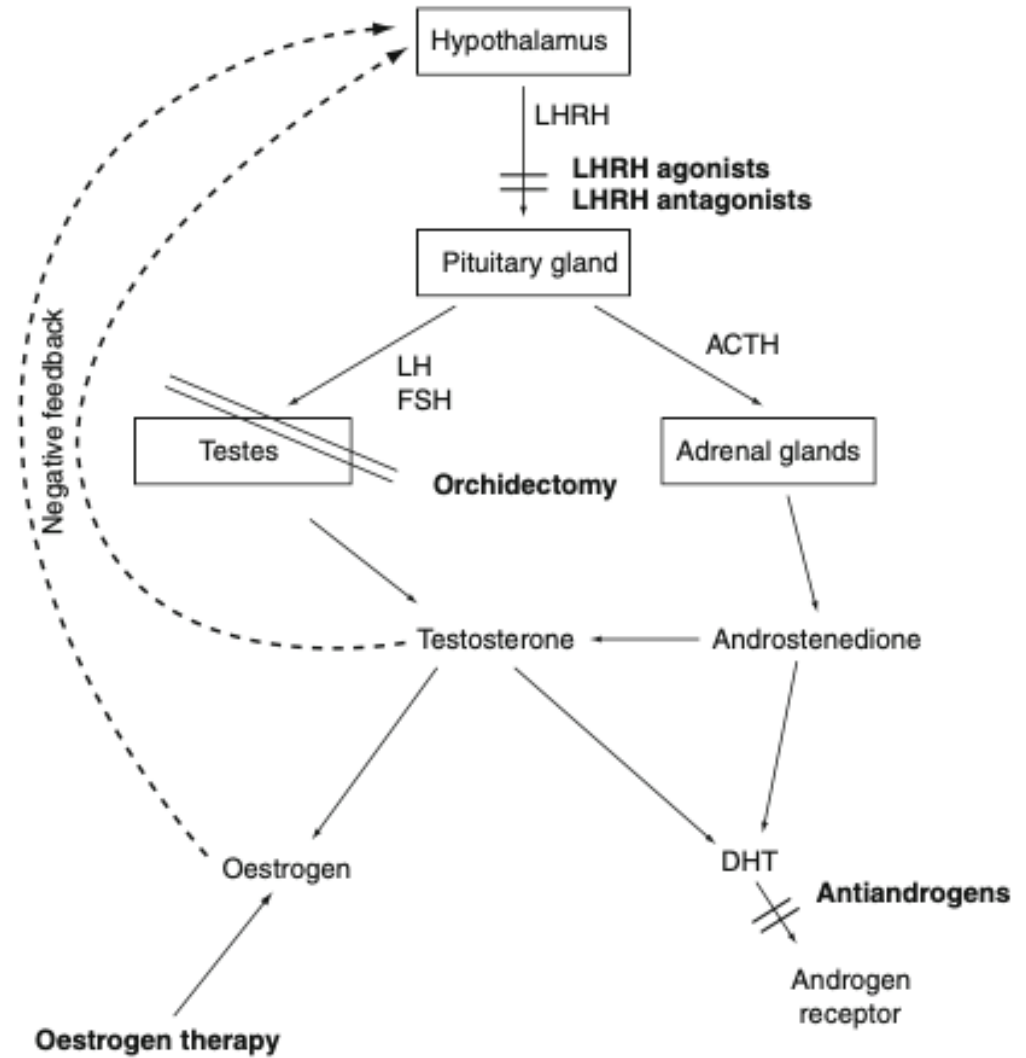 Hypothalamus
LHRH
LHRH agonists
LHRH antagonists
Pituitary gland
ACTH
LH
FSH
Negative feedback
Testes
Adrenal glands
Orchidectomy
Testosterone
Androstenedione
Oestrogen
DHT
Antiandrogens
Androgen
receptor
Oestrogen therapy